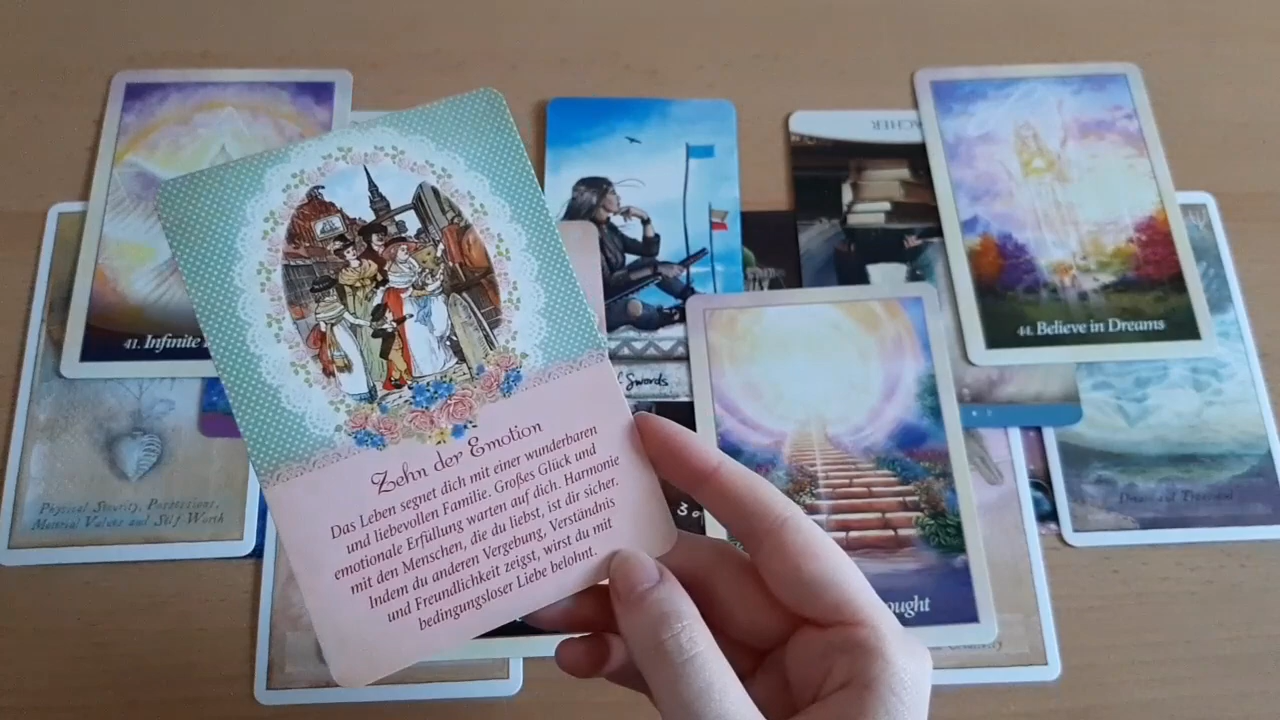 ACHER
41. Infinite
44. Believe in Dreams
Swords
Zehn der Emotion
Das Leben segnet dich mit einer wunderbaren
und liebevollen Familie. Großes Glück und
emotionale Erfüllung warten auf dich. Harmonie
mit den Menschen, die du liebst, ist dir sicher.
Indem du anderen Vergebung, Verständnis
und Freundlichkeit zeigst, wirst du mit
bedingungsloser Liebe belohnt.
Physical Security, Possessions,
Material Values and Self-Worth
ought